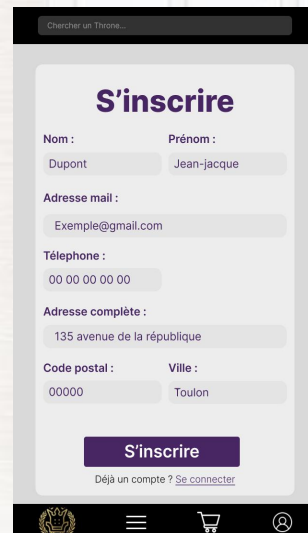 Chercher un Throne...
S'inscrire
Nom : Prénom :
Dupont Jean-jacque
Adresse mail :
Exemple@gmail.com
Télephone :
00 00 00 00 00
Adresse complète :
135 avenue de la république
Code postal : Ville :
00000 Toulon
S'inscrire
Déjà un compte ? Se connecter